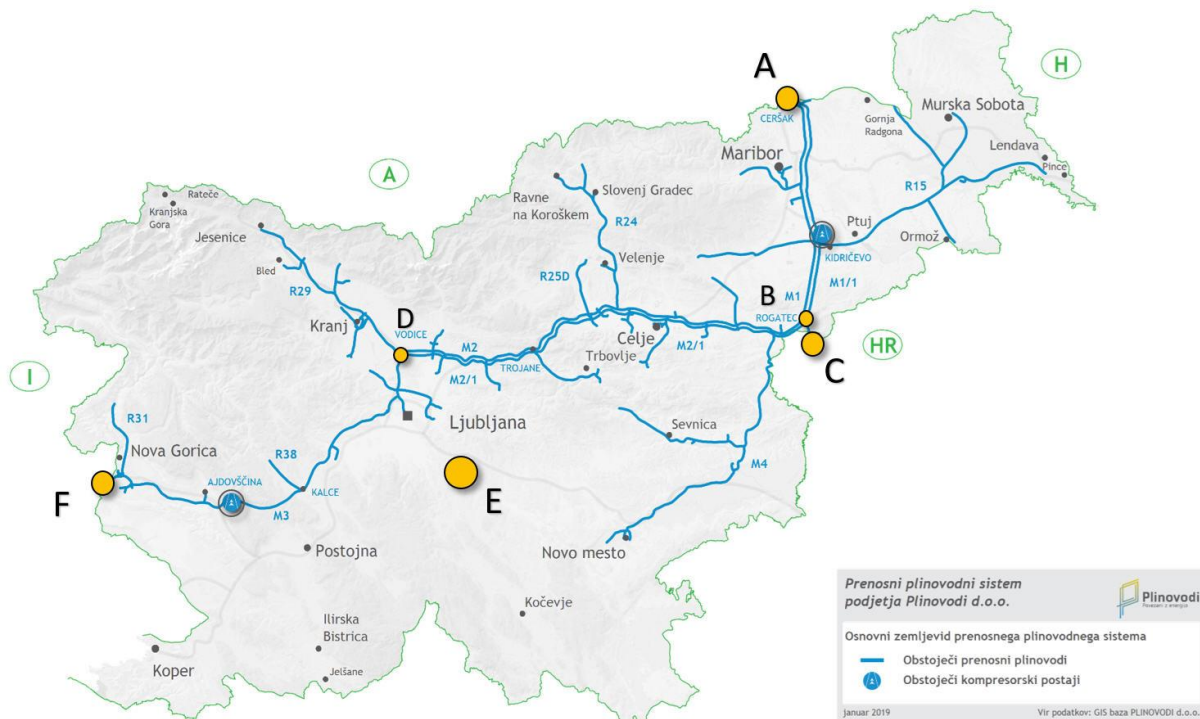 A
H
CERŠAK
Gornja
Radgona
Murska Sobota
Maribor
Lendava
Pince
A
Rateče
Kranjska
Gora
Jesenice
Bled
R29
Ravne
na Koroškem
Slovenj Gradec
R24
Velenje
R25D
R15
Ptuj
Ormož
KIDRIČEVO
M1
M1/1
B
ROGATEC
C
HR
Kranj
D
VODICE
M2
M2/1
TROJANE
Trbovlje
Celje
M2/1
I
Ljubljana
R31
Nova Gorica
F
AJDOVŠČINA
R38
KALCE
M3
Postojna
E
Sevnica
M4
Novo mesto
Kočevje
Ilirska
Bistrica
Jelšane
Koper
Prenosni plinovodni sistem
podjetja Plinovodi d.o.o.
Plinovodi
Povezani z energijo
Osnovni zemljevid prenosnega plinovodnega sistema
Obstoječi prenosni plinovodi
Obstoječi kompresorski postaji
januar 2019
Vir podatkov: GIS baza PLINOVODI d.o.o.